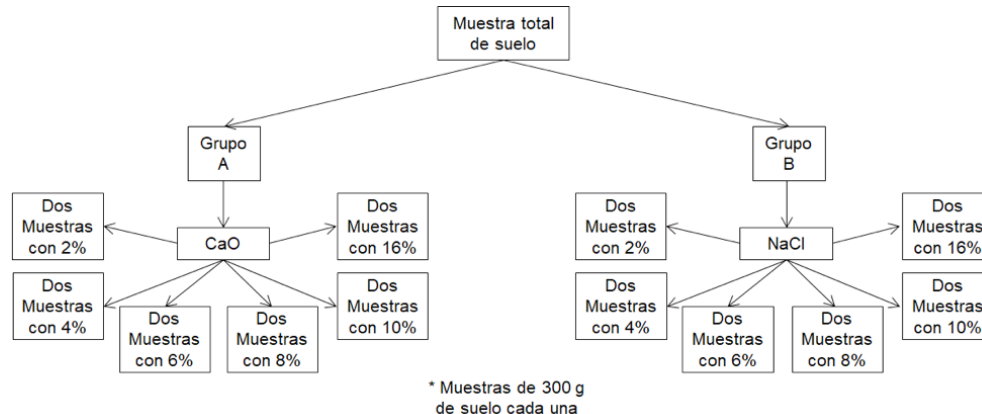 Muestra total
de suelo
Grupo
A
Grupo
B
Dos
Muestras
con 2%
CaO
Dos
Muestras
con 16%
Dos
Muestras
con 2%
NaCl
Dos
Muestras
con 16%
Dos
Muestras
con 4%
Dos
Muestras
con 6%
Dos
Muestras
con 8%
Dos
Muestras
con 10%
Dos
Muestras
con 4%
Dos
Muestras
con 6%
Dos
Muestras
con 8%
Dos
Muestras
con 10%
* Muestras de 300 g
de suelo cada una